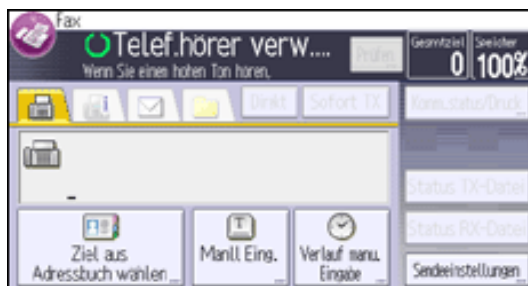 Fax
Telef.hörer verw....
Prüfen
Gesamtziel
Speicher
Wenn Sie einen hohen Ton hören,
0
100%
Direkt
Sofort TX
Komm.status/Druck
Status TX-Datei
Status RX-Datei
Ziel aus
Adressbuch wählen
Manll Eing.
Verlauf manu.
Eingabe
Sendeeinstellungen